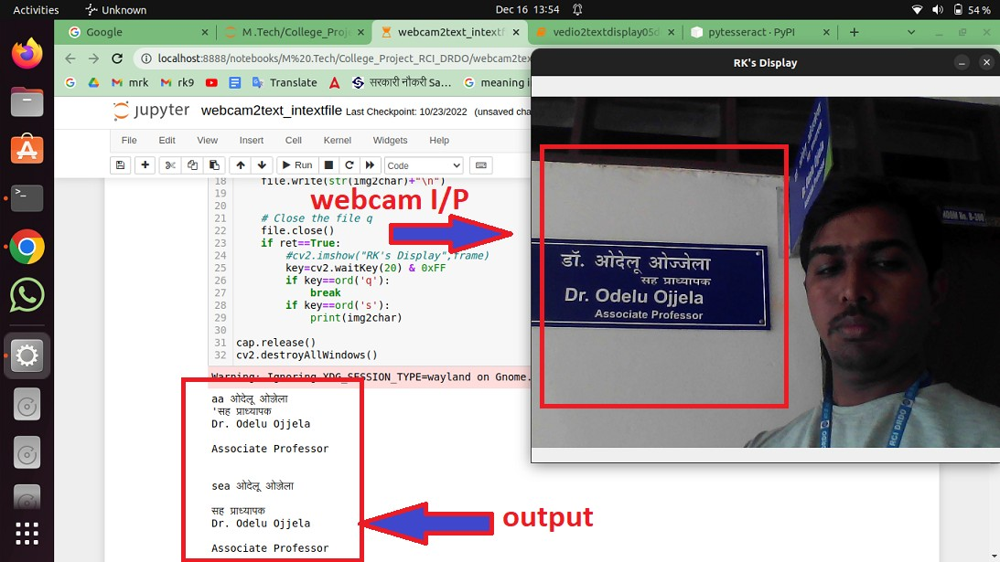 Activities
Unknown
Dec 16 13:54
54 %
Google
M .Tech/College_Proj
webcam2text_intextf
vedio2textdisplay05d
pytesseract · PyPI
localhost:8888/notebooks/M%20.Tech/College_Project_RCI_DRDO/webcam2tex
mrk
rk9
Translate
सरकारी नौकरी Sa...
meaning i
jupyter
webcam2_text_intextfile Last Checkpoint: 10/23/2022 (unsaved cha
File
Edit
View
Insert
Cell
Kernel
Widgets
Help
Run
Code
18 file.write(str(img2char)+"\n")
19
20
21 # Close the file q
22 file.close()
23 if ret==True:
24 #cv2.imshow("RK's Display",frame)
25 key=cv2.waitKey(20) & 0xFF
26 if key==ord('q'):
27 break
28 if key==ord('s'):
29 print(img2char)
30
31 cap.release()
32 cv2.destroyAllWindows()
Warning: Ignoring XDG_SESSION_TYPE=wayland on Gnome.
aa ओदेलू ओज्जेला
'सह प्राध्यापक
Dr. Odelu Ojjela
Associate Professor
sea ओदेलू ओज्जेला
सह प्राध्यापक
Dr. Odelu Ojjela
Associate Professor
webcam I/P
output
RK's Display
डॉ. ओदेलू ओज्जेला
सह प्राध्यापक
Dr. Odelu Ojjela
Associate Professor
ROOM No. B-200
RCI DRDO